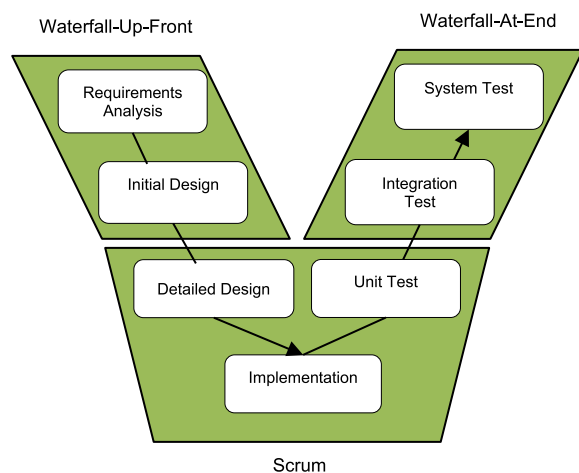 Waterfall-Up-Front
Waterfall-At-End
Requirements
Analysis
System Test
Initial Design
Integration
Test
Detailed Design
Unit Test
Implementation
Scrum